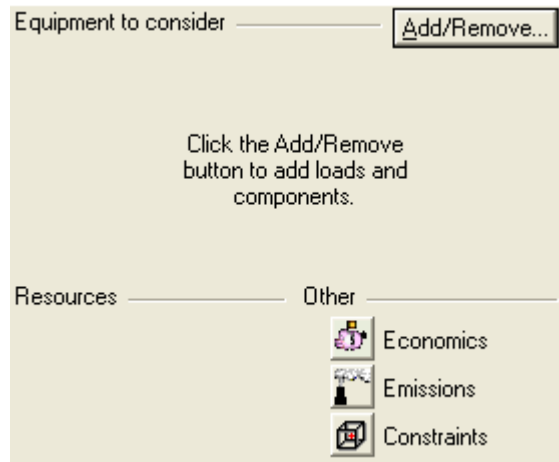 Equipment to consider
Add/Remove...
Click the Add/Remove
button to add loads and
components.
Resources
Other
Economics
Emissions
Constraints